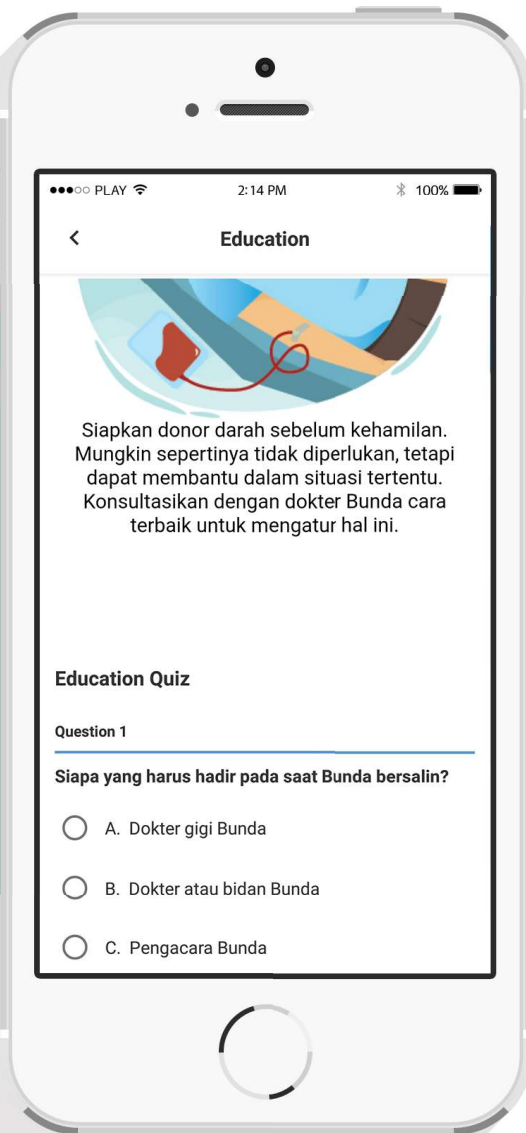 PLAY 2:14 PM 100%
Education
Siapkan donor darah sebelum kehamilan.
Mungkin sepertinya tidak diperlukan, tetapi
dapat membantu dalam situasi tertentu.
Konsultasikan dengan dokter Bunda cara
terbaik untuk mengatur hal ini.
Education Quiz
Question 1
Siapa yang harus hadir pada saat Bunda bersalin?
A. Dokter gigi Bunda
B. Dokter atau bidan Bunda
C. Pengacara Bunda